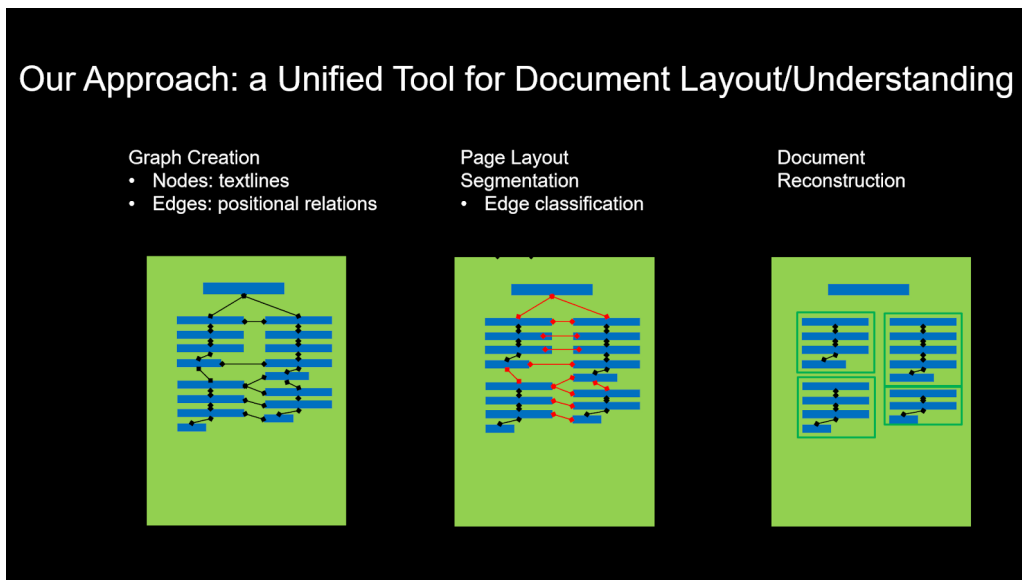 Our Approach: a Unified Tool for Document Layout/Understanding
Graph Creation
• Nodes: textlines
• Edges: positional relations
Page Layout
Segmentation
• Edge classification
Document
Reconstruction